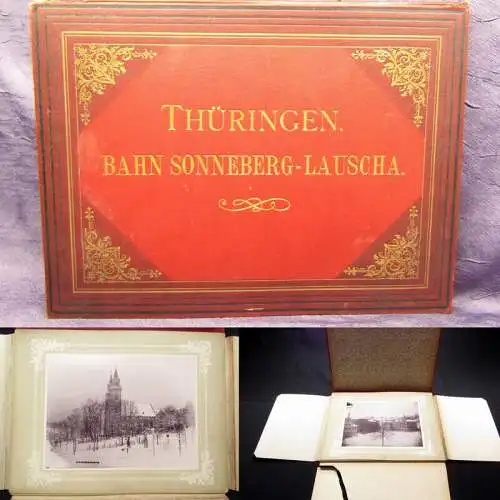 THÜRINGEN.
BAHN SONNEBERG-LAUSCHA.